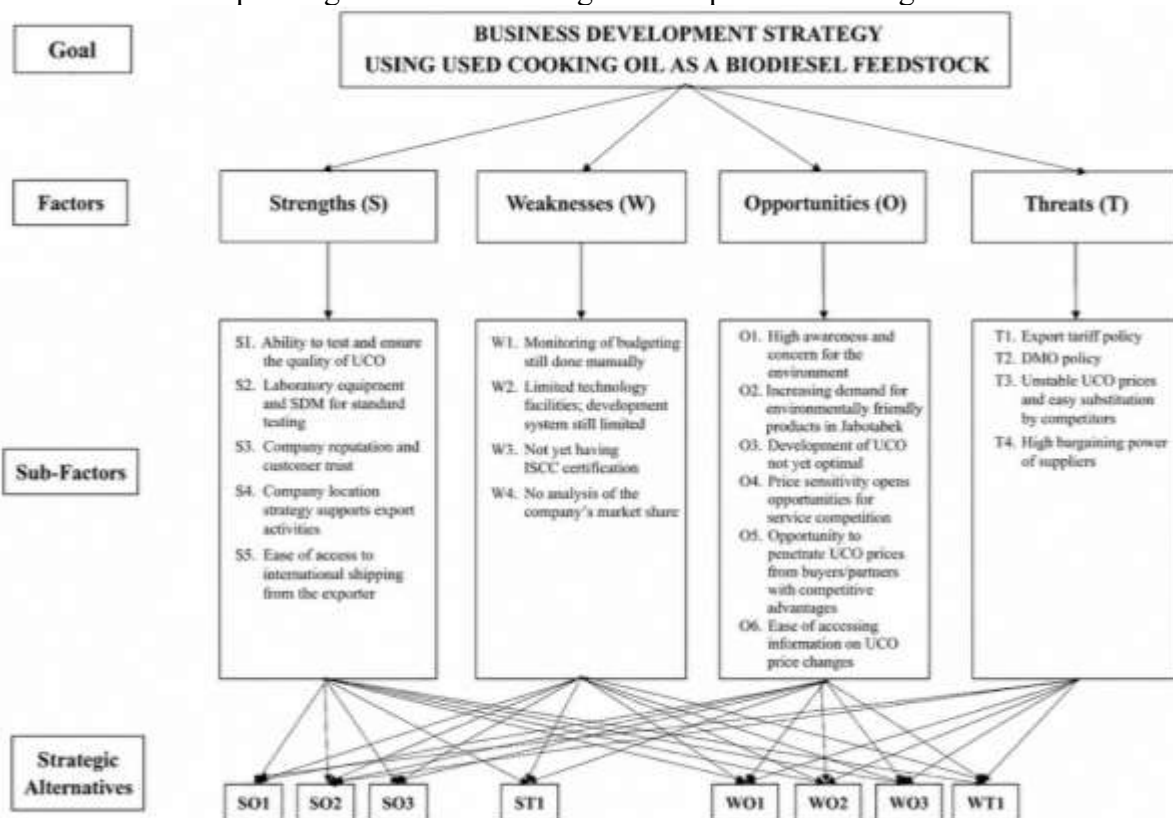 Goal
BUSINESS DEVELOPMENT STRATEGY
USING USED COOKING OIL AS A BIODIESEL FEEDSTOCK
Factors
Strengths (S)
Weaknesses (W)
Opportunities (O)
Threats (T)
Sub-Factors
S1. Ability to test and ensure
the quality of UCO
S2. Laboratory equipment
and SDM for standard
testing
S3. Company reputation and
customer trust
S4. Company location
strategy supports export
activities
S5. Ease of access to
international shipping
from the exporter
W1. Monitoring of budgeting
still done manually
W2. Limited technology
facilities; development
system still limited
W3. Not yet having
ISCC certification
W4. No analysis of the
company's market share
O1. High awareness and
concern for the
environment
O2. Increasing demand for
environmentally friendly
products in Jabotabek
O3. Development of UCO
not yet optimal
O4. Price sensitivity opens
opportunities for
service competition
O5. Opportunity to
penetrate UCO prices
from buyers/partners
with competitive
advantages
O6. Ease of accessing
information on UCO
price changes
T1. Export tariff policy
T2. DMO policy
T3. Unstable UCO prices
and easy substitution
by competitors
T4. High bargaining power
of suppliers
Strategic
Alternatives
SO1
SO2
SO3
ST1
WO1
WO2
WO3
WT1